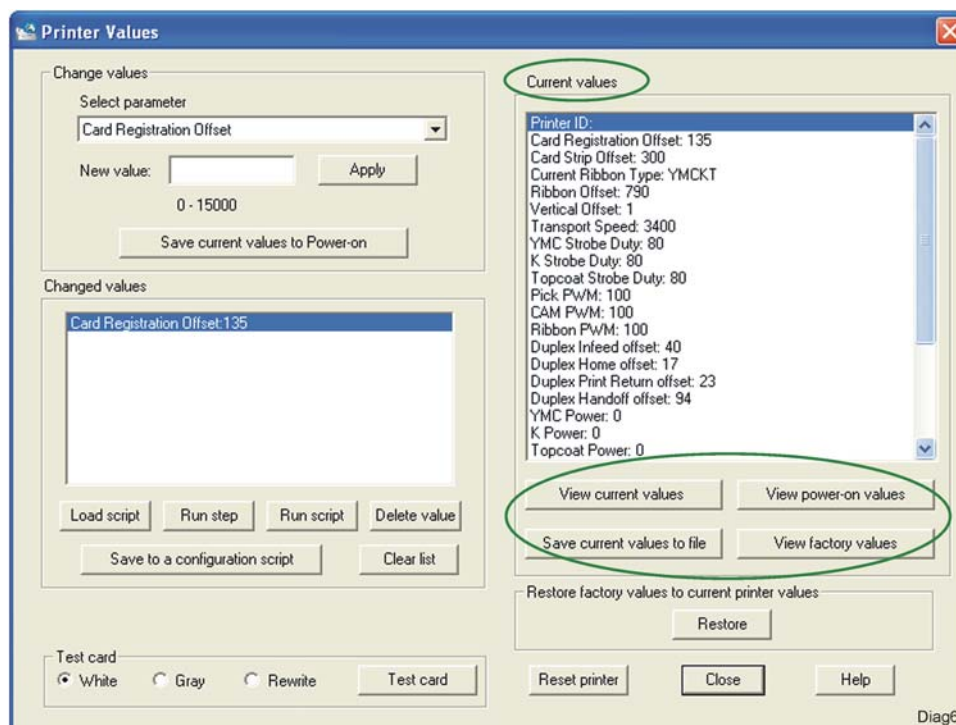 Printer Values
Change values
Select parameter
Card Registration Offset
New value:
Apply
0 - 15000
Save current values to Power-on
Changed values
Card Registration Offset:135
Load script
Run step
Run script
Delete value
Save to a configuration script
Clear list
Test card
White
Gray
Rewrite
Test card
Current values
Printer ID:
Card Registration Offset: 135
Card Strip Offset: 300
Current Ribbon Type: YMCKT
Ribbon Offset: 790
Vertical Offset: 1
Transport Speed: 3400
YMC Strobe Duty: 80
K Strobe Duty: 80
Topcoat Strobe Duty: 80
Pick PWM: 100
CAM PWM: 100
Ribbon PWM: 100
Duplex Infeed offset: 40
Duplex Home offset: 17
Duplex Print Return offset: 23
Duplex Handoff offset: 94
YMC Power: 0
K Power: 0
Topcoat Power: 0
View current values
View power-on values
Save current values to file
View factory values
Restore factory values to current printer values
Restore
Reset printer
Close
Help
Diag6